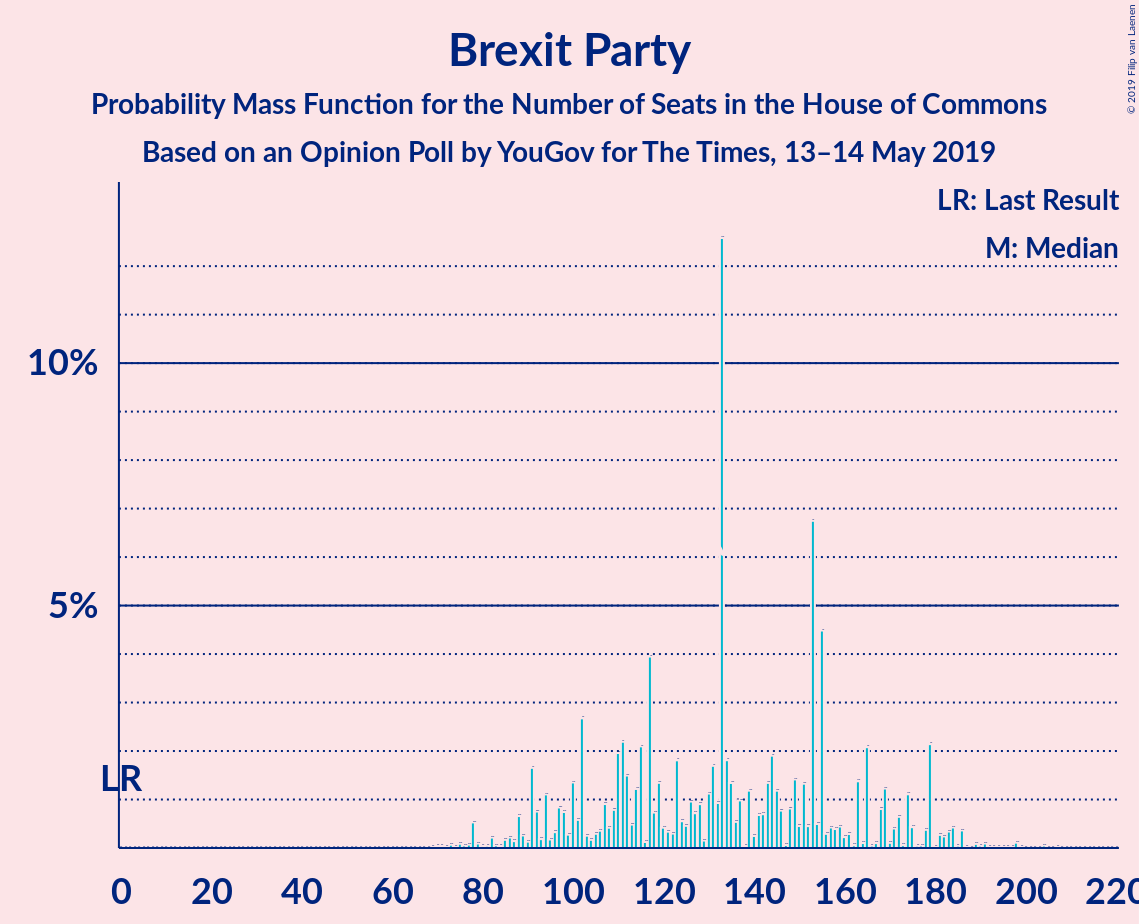 Brexit Party
Probability Mass Function for the Number of Seats in the House of Commons
Based on an Opinion Poll by YouGov for The Times, 13–14 May 2019
© 2019 Filip van Laenen
LR: Last Result
M: Median
10%
5%
LR
0 20 40 60 80 100 120 140 160 180 200 220